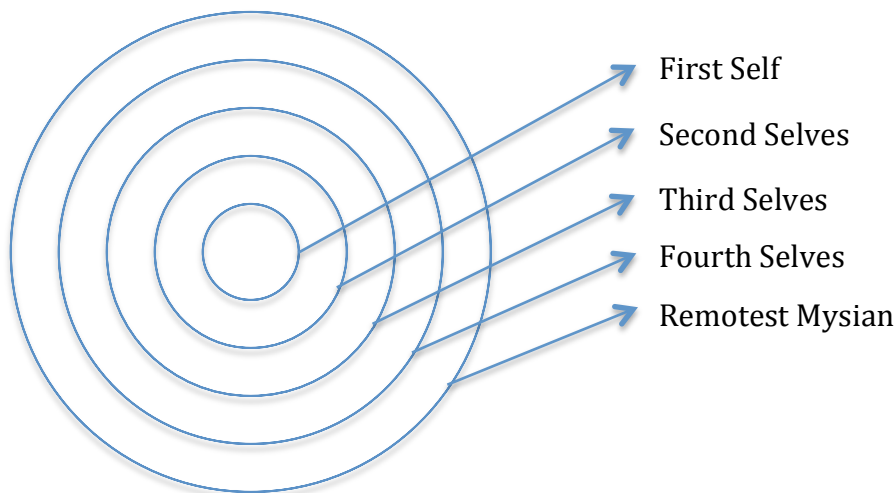 First Self
Second Selves
Third Selves
Fourth Selves
Remotest Mysian